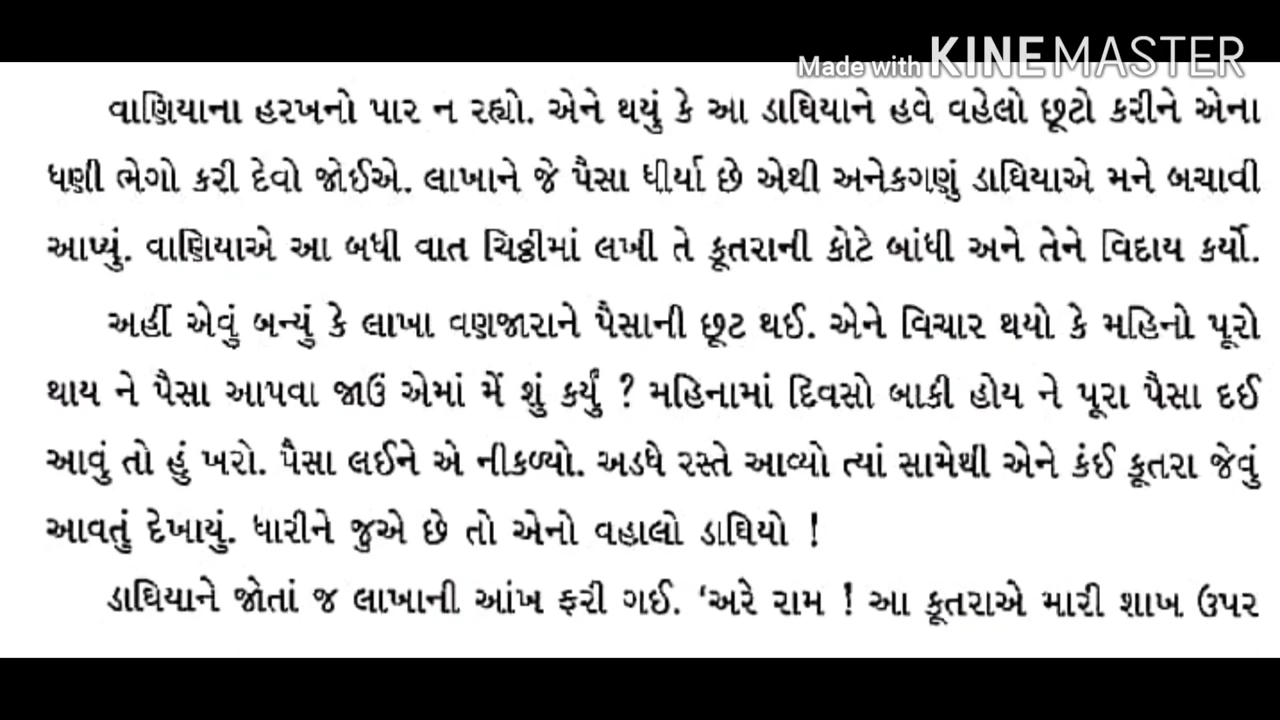 Made with KINEMASTER
વાણિયાના હરખનો પાર ન રહ્યો. એને થયું કે આ ડાઘિયાને હવે વહેલો છૂટો કરીને એના
ધણી ભેગો કરી દેવો જોઈએ. લાખાને જે પૈસા ધીર્યા છે એથી અનેકગણું ડાઘિયાએ મને બચાવી
આપ્યું. વાણિયાએ આ બધી વાત ચિઠ્ઠીમાં લખી તે કૂતરાની કોટે બાંધી અને તેને વિદાય કર્યો.
અહીં એવું બન્યું કે લાખા વણજારાને પૈસાની છૂટ થઈ. એને વિચાર થયો કે મહિનો પૂરો
થાય ને પૈસા આપવા જાઉં એમાં મેં શું કર્યું ? મહિનામાં દિવસો બાકી હોય ને પૂરા પૈસા દઈ
આવું તો હું ખરો. પૈસા લઈને એ નીકળ્યો. અડધે રસ્તે આવ્યો ત્યાં સામેથી એને કંઈ કૂતરા જેવું
આવતું દેખાયું. ધારીને જુએ છે તો એનો વહાલો ડાઘિયો !
ડાઘિયાને જોતાં જ લાખાની આંખ ફરી ગઈ. ‘અરે રામ ! આ કૂતરાએ મારી શાખ ઉપર